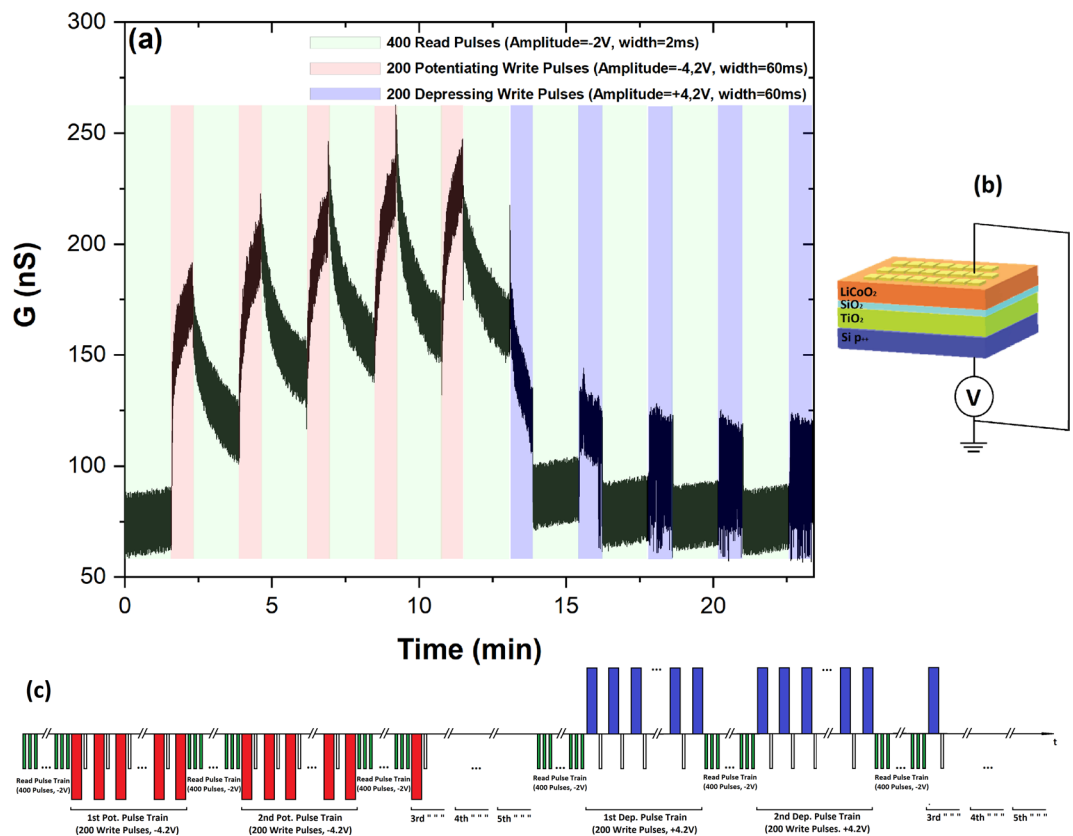 (a)
400 Read Pulses (Amplitude=-2V, width=2ms)
200 Potentiating Write Pulses (Amplitude=-4,2V, width=60ms)
200 Depressing Write Pulses (Amplitude=+4,2V, width=60ms)
300
250
200
150
100
50
G (nS)
0
5
10
15
20
Time (min)
(b)
LiCoO₂
SiO₂
TiO₂
Si p₊₊
V
(c)
... ... ... ... ... ...
t
Read Pulse Train
(400 Pulses, -2V)
Read Pulse Train
(400 Pulses, -2V)
Read Pulse Train
(400 Pulses, -2V)
...
Read Pulse Train
(400 Pulses, -2V)
Read Pulse Train
(400 Pulses, -2V)
Read Pulse Train
(400 Pulses, -2V)
...
1st Pot. Pulse Train
(200 Write Pulses, -4.2V)
2nd Pot. Pulse Train
(200 Write Pulses, -4.2V)
3rd " " "
4th " " "
5th " " "
1st Dep. Pulse Train
(200 Write Pulses, +4.2V)
2nd Dep. Pulse Train
(200 Write Pulses. +4.2V)
3rd " " "
4th " " "
5th " " "